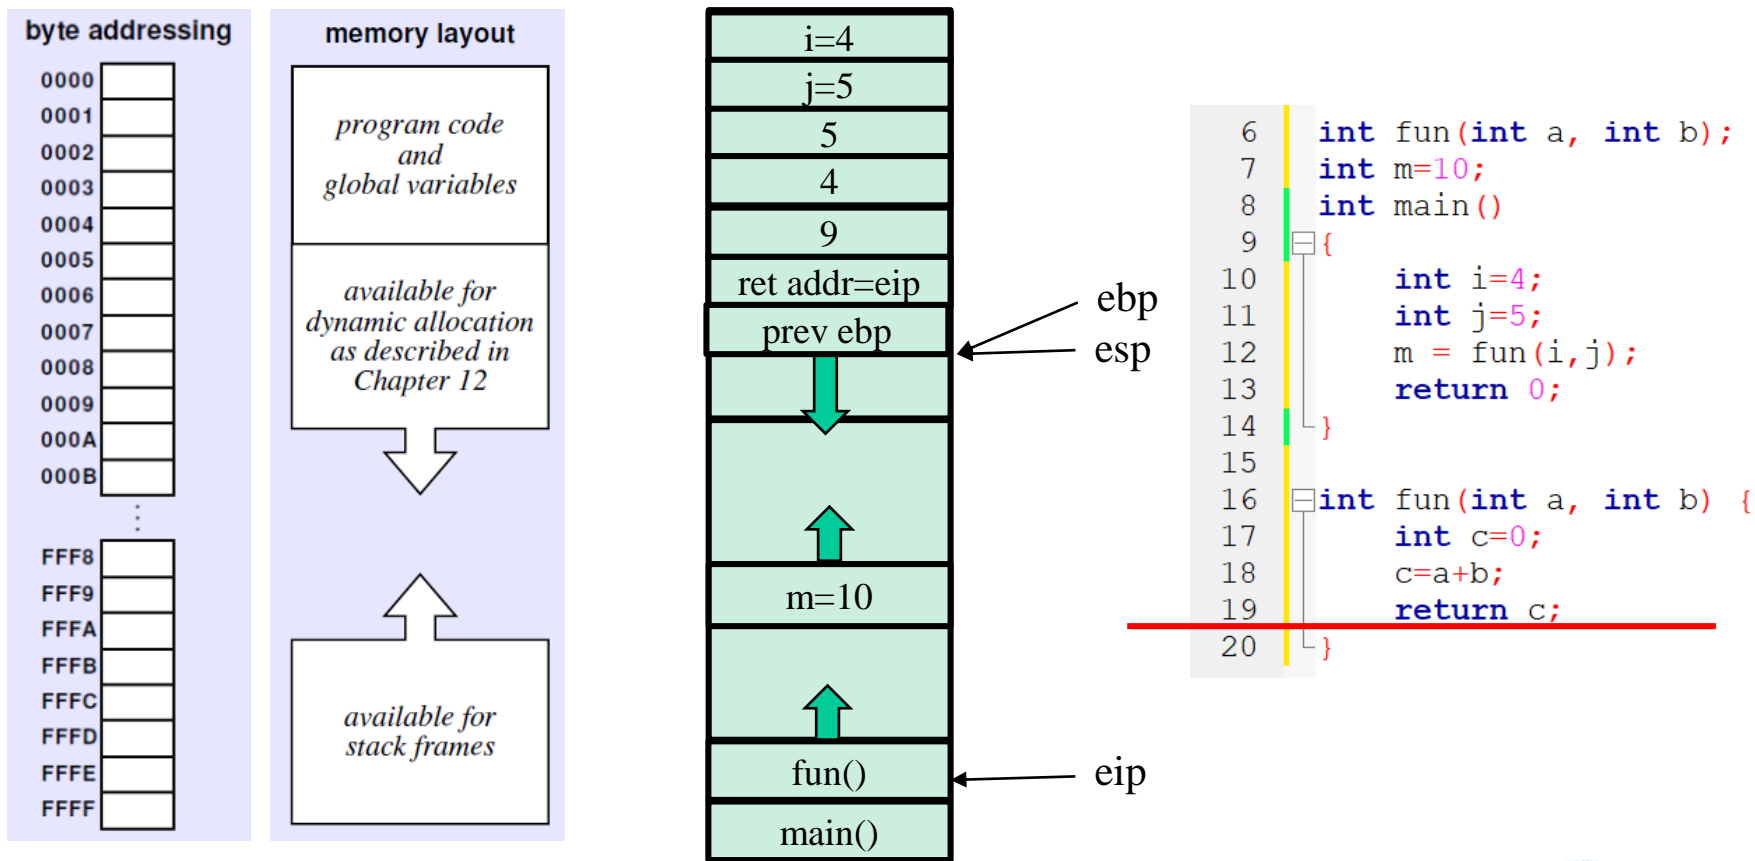 byte addressing
0000
0001
0002
0003
0004
0005
0006
0007
0008
0009
000A
000B
FFF8
FFF9
FFFA
FFFB
FFFC
FFFD
FFFE
FFFF
memory layout
program code
and
global variables
available for
dynamic allocation
as described in
Chapter 12
available for
stack frames
i=4
j=5
5
4
9
ret addr=eip
prev ebp
m=10
fun()
main()
ebp
esp
eip
6 int fun(int a, int b);
7 int m=10;
8 int main()
9 {
10 int i=4;
11 int j=5;
12 m = fun(i,j);
13 return 0;
14 }
15
16 int fun(int a, int b) {
17 int c=0;
18 c=a+b;
19 return c;
20 }